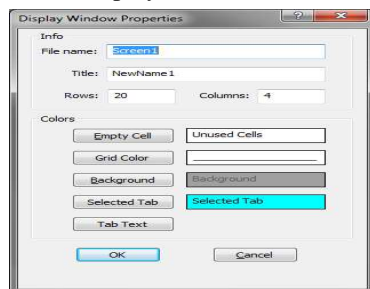 Display Window Properties
Info
File name: Screen1
Title: NewName1
Rows: 20 Columns: 4
Colors
Empty Cell Unused Cells
Grid Color
Background Background
Selected Tab Selected Tab
Tab Text
OK Cancel